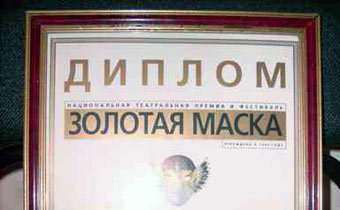 ДИПЛОМ
НАЦИОНАЛЬНАЯ ТЕАТРАЛЬНАЯ ПРЕМИЯ И ФЕСТИВАЛЬ
ЗОЛОТАЯ МАСКА